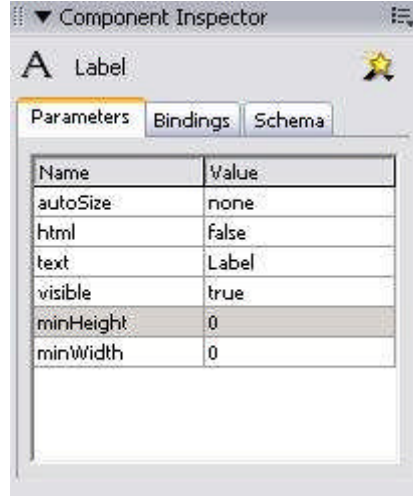 Component Inspector
A Label
Parameters Bindings Schema
Name Value
autoSize none
html false
text Label
visible true
minHeight 0
minWidth 0